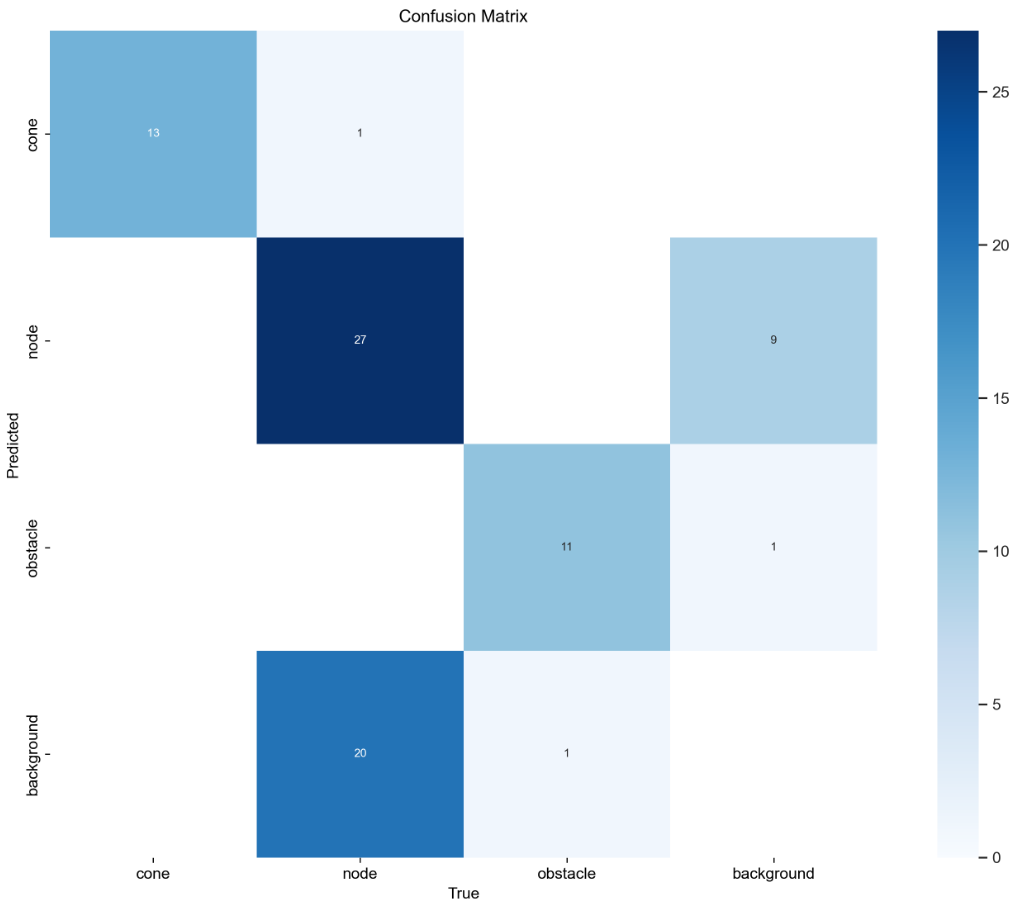 Confusion Matrix
cone
13
1
25
20
node
27
9
15
Predicted
obstacle
11
1
10
background
20
1
5
0
cone
node
obstacle
background
True